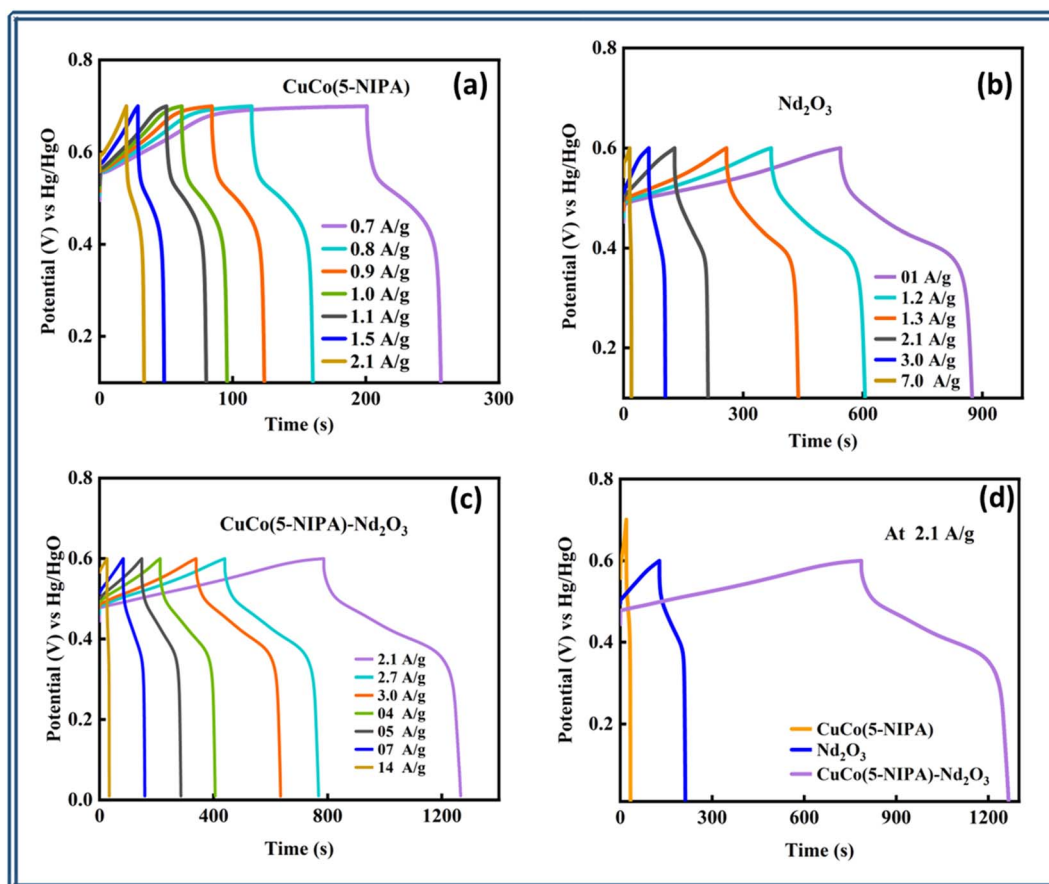 (a)
CuCo(5-NIPA)
0.8
0.6
0.4
0.2
Potential (V) vs Hg/HgO
0.7 A/g
0.8 A/g
0.9 A/g
1.0 A/g
1.1 A/g
1.5 A/g
2.1 A/g
0 100 200 300
Time (s)
(b)
Nd₂O₃
0.8
0.6
0.4
0.2
Potential (V) vs Hg/HgO
01 A/g
1.2 A/g
1.3 A/g
2.1 A/g
3.0 A/g
7.0 A/g
0 300 600 900
Time (s)
(c)
CuCo(5-NIPA)-Nd₂O₃
0.8
0.6
0.4
0.2
0.0
Potential (V) vs Hg/HgO
2.1 A/g
2.7 A/g
3.0 A/g
04 A/g
05 A/g
07 A/g
14 A/g
0 400 800 1200
Time (s)
(d)
At 2.1 A/g
0.8
0.6
0.4
0.2
Potential (V) vs Hg/HgO
CuCo(5-NIPA)
Nd₂O₃
CuCo(5-NIPA)-Nd₂O₃
0 300 600 900 1200
Time (s)